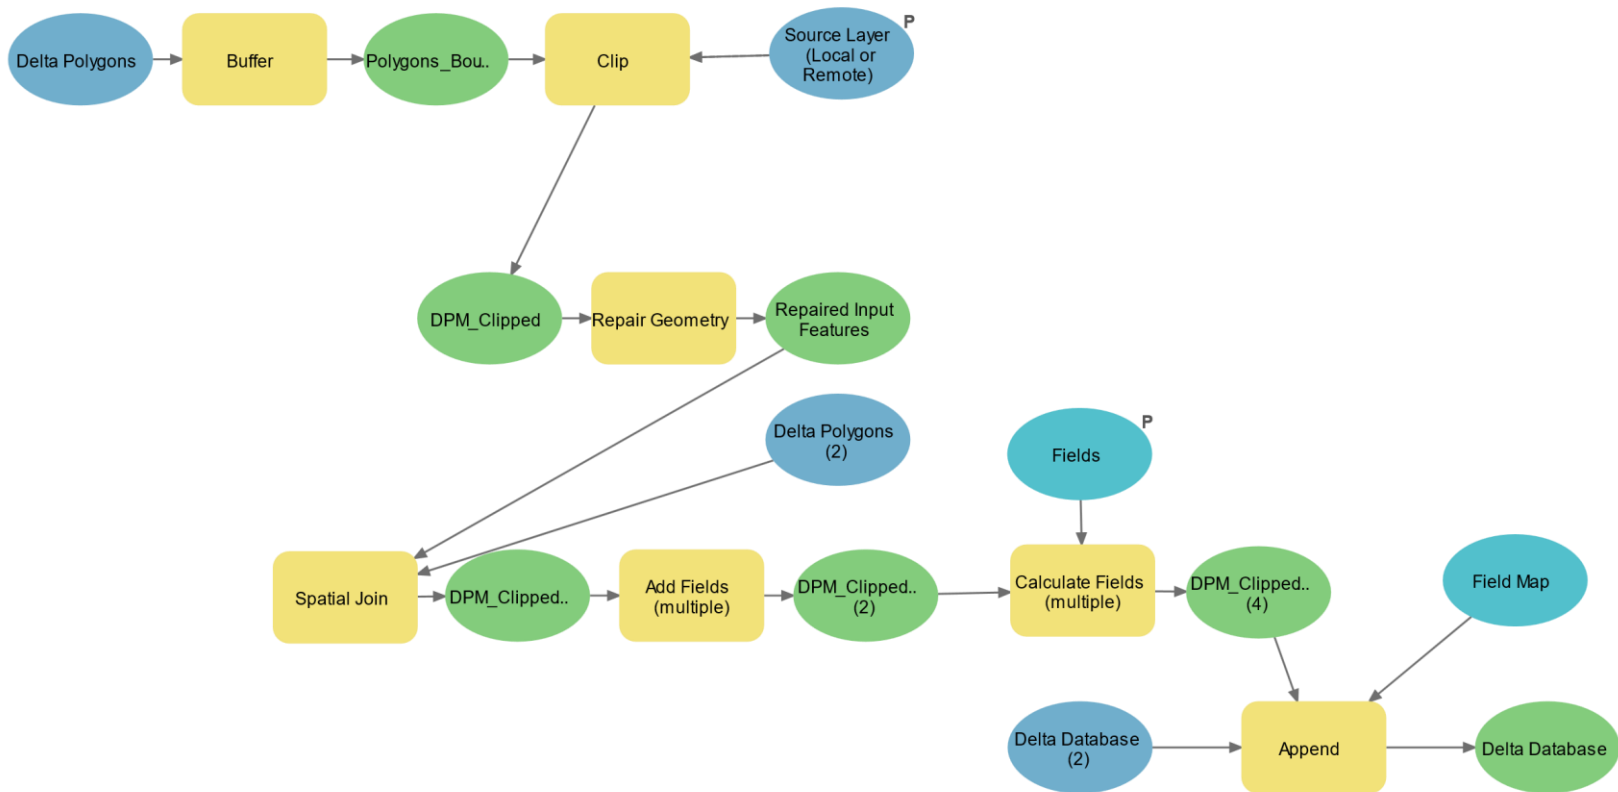 Delta Polygons
Buffer
Polygons_Bou..
Clip
Source Layer
(Local or
Remote)
P
DPM_Clipped
Repair Geometry
Repaired Input
Features
Delta Polygons
(2)
Fields
P
Spatial Join
DPM_Clipped..
Add Fields
(multiple)
DPM_Clipped..
(2)
Calculate Fields
(multiple)
DPM_Clipped..
(4)
Field Map
Delta Database
(2)
Append
Delta Database